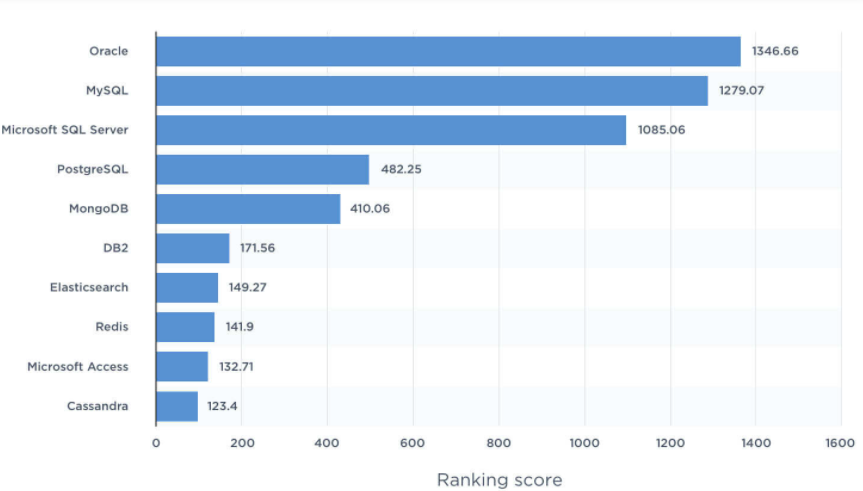 Oracle 1346.66
MySQL 1279.07
Microsoft SQL Server 1085.06
PostgreSQL 482.25
MongoDB 410.06
DB2 171.56
Elasticsearch 149.27
Redis 141.9
Microsoft Access 132.71
Cassandra 123.4
0 200 400 600 800 1000 1200 1400 1600
Ranking score